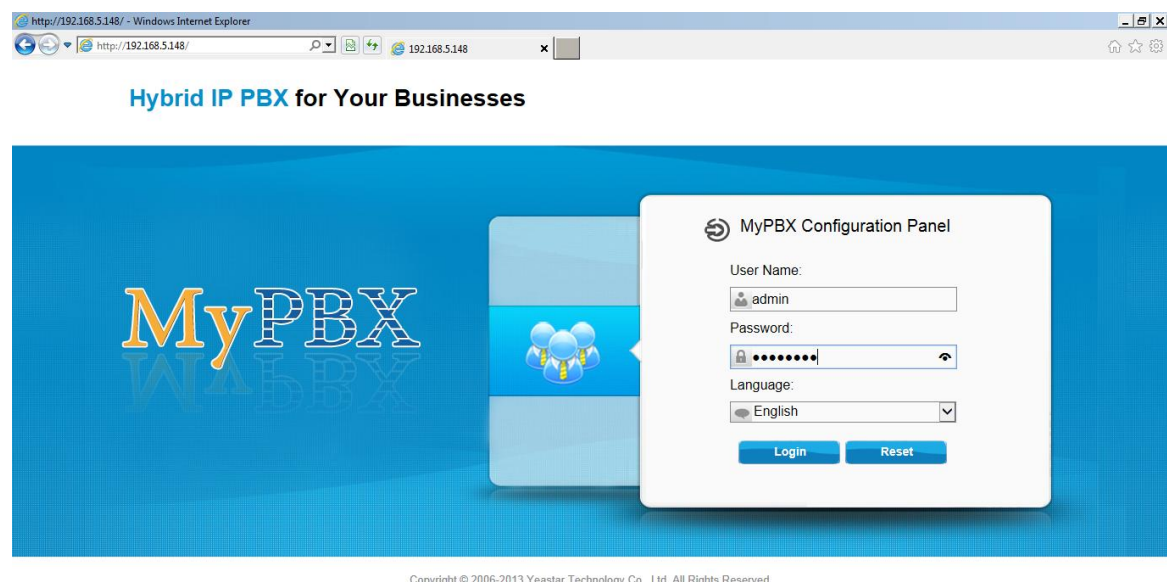 http://192.168.5.148/ - Windows Internet Explorer
http://192.168.5.148/
192.168.5.148
Hybrid IP PBX for Your Businesses
MyPBX
MyPBX Configuration Panel
User Name:
admin
Password:
••••••••
Language:
English
Login Reset
Copyright © 2006-2013 Yeastar Technology Co., Ltd. All Rights Reserved